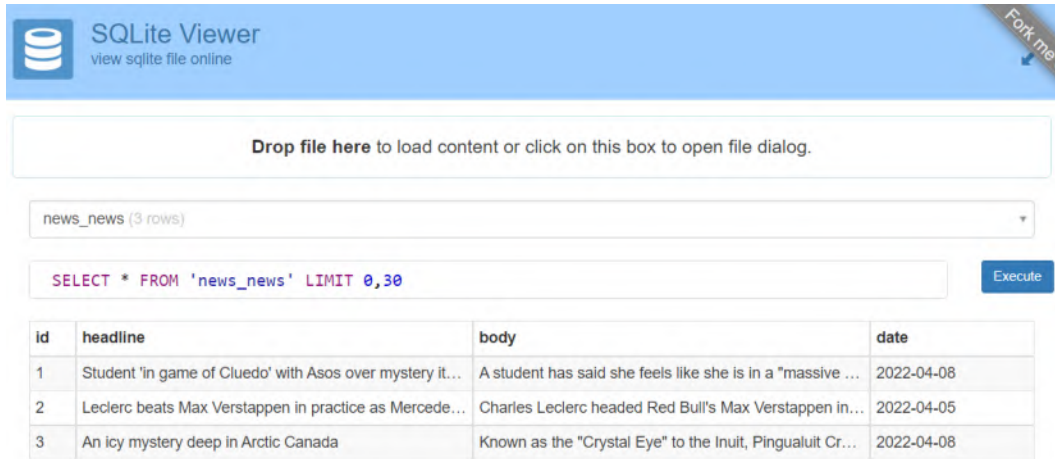 SQLite Viewer
view sqlite file online
Fork me
Drop file here to load content or click on this box to open file dialog.
news_news (3 rows)
SELECT * FROM 'news_news' LIMIT 0,30
Execute
id headline body date
1 Student 'in game of Cluedo' with Asos over mystery it... A student has said she feels like she is in a "massive ... 2022-04-08
2 Leclerc beats Max Verstappen in practice as Mercede... Charles Leclerc headed Red Bull's Max Verstappen in... 2022-04-05
3 An icy mystery deep in Arctic Canada Known as the "Crystal Eye" to the Inuit, Pingualuit Cr... 2022-04-08